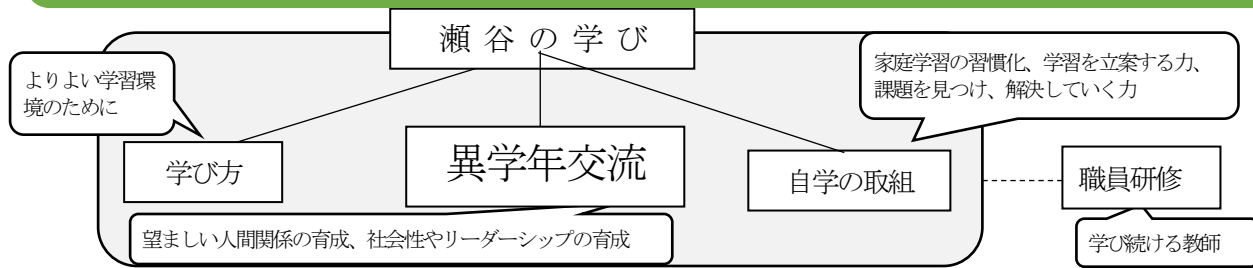 瀬谷の学び
よりよい学習環
境のために
家庭学習の習慣化、学習を立案する力、
課題を見つけ、解決していく力
学び方
異学年交流
自学の取組
職員研修
望ましい人間関係の育成、社会性やリーダーシップの育成
学び続ける教師